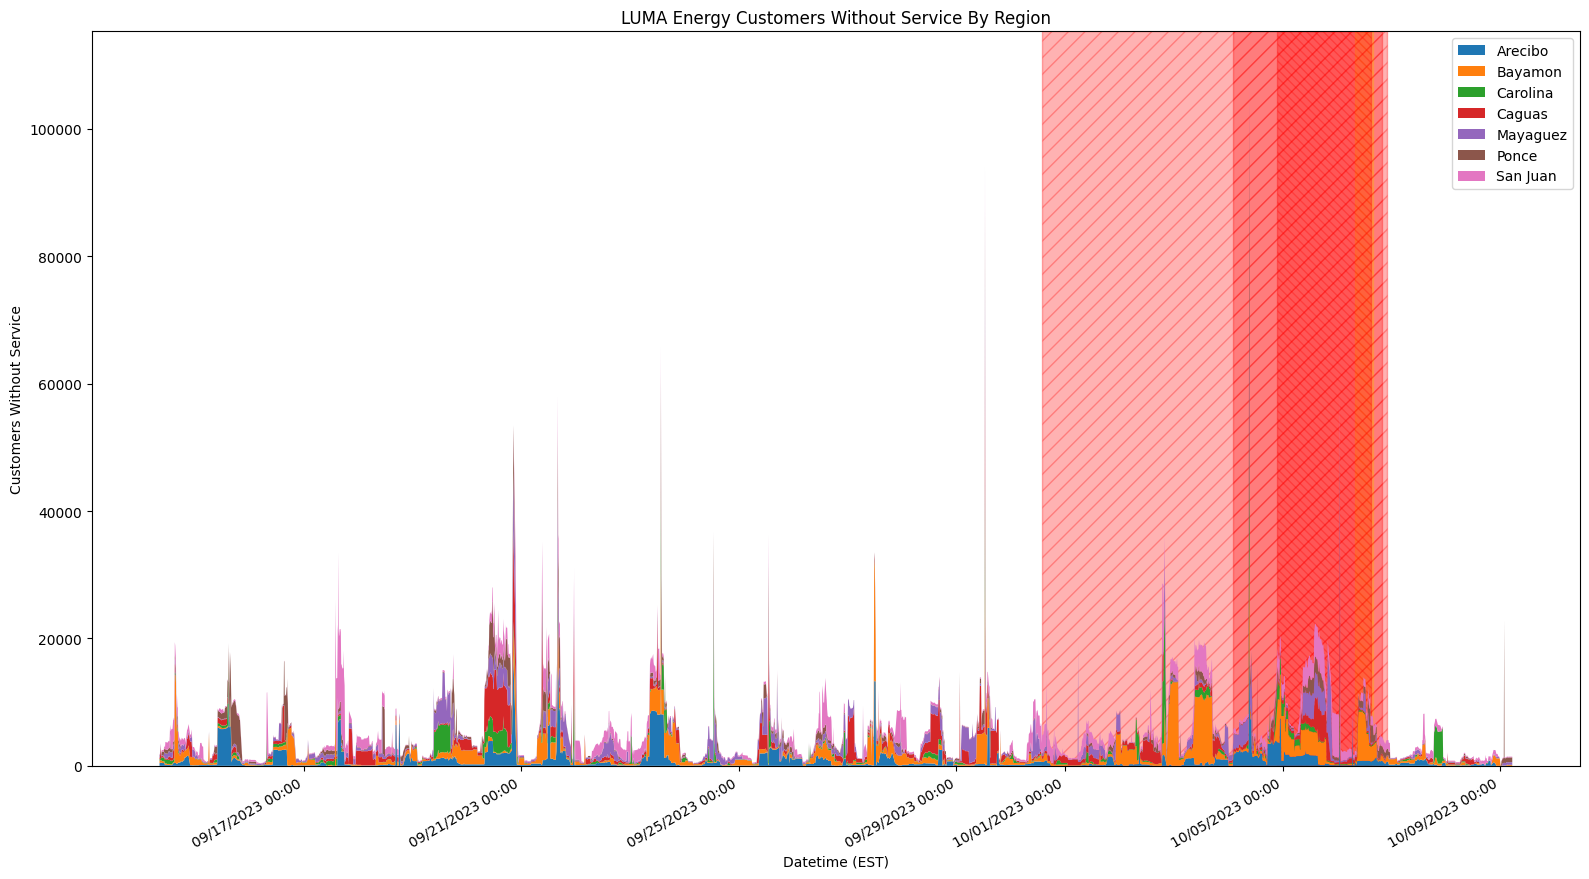 LUMA Energy Customers Without Service By Region
Arecibo
Bayamon
Carolina
Caguas
Mayaguez
Ponce
San Juan
100000
80000
60000
40000
20000
0
Customers Without Service
09/17/2023 00:00
09/21/2023 00:00
09/25/2023 00:00
09/29/2023 00:00
10/01/2023 00:00
10/05/2023 00:00
10/09/2023 00:00
Datetime (EST)